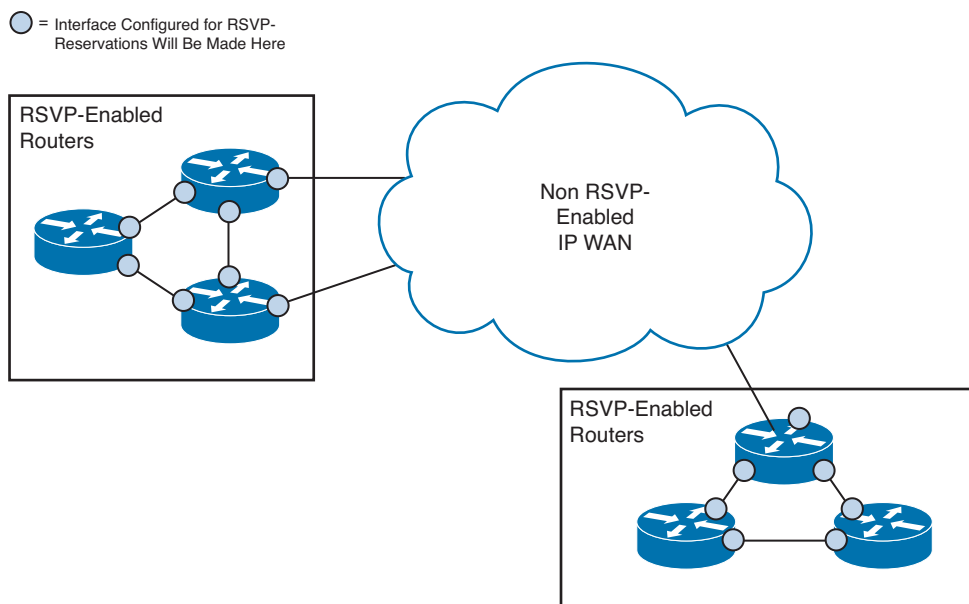 = Interface Configured for RSVP-
Reservations Will Be Made Here
RSVP-Enabled
Routers
Non RSVP-
Enabled
IP WAN
RSVP-Enabled
Routers